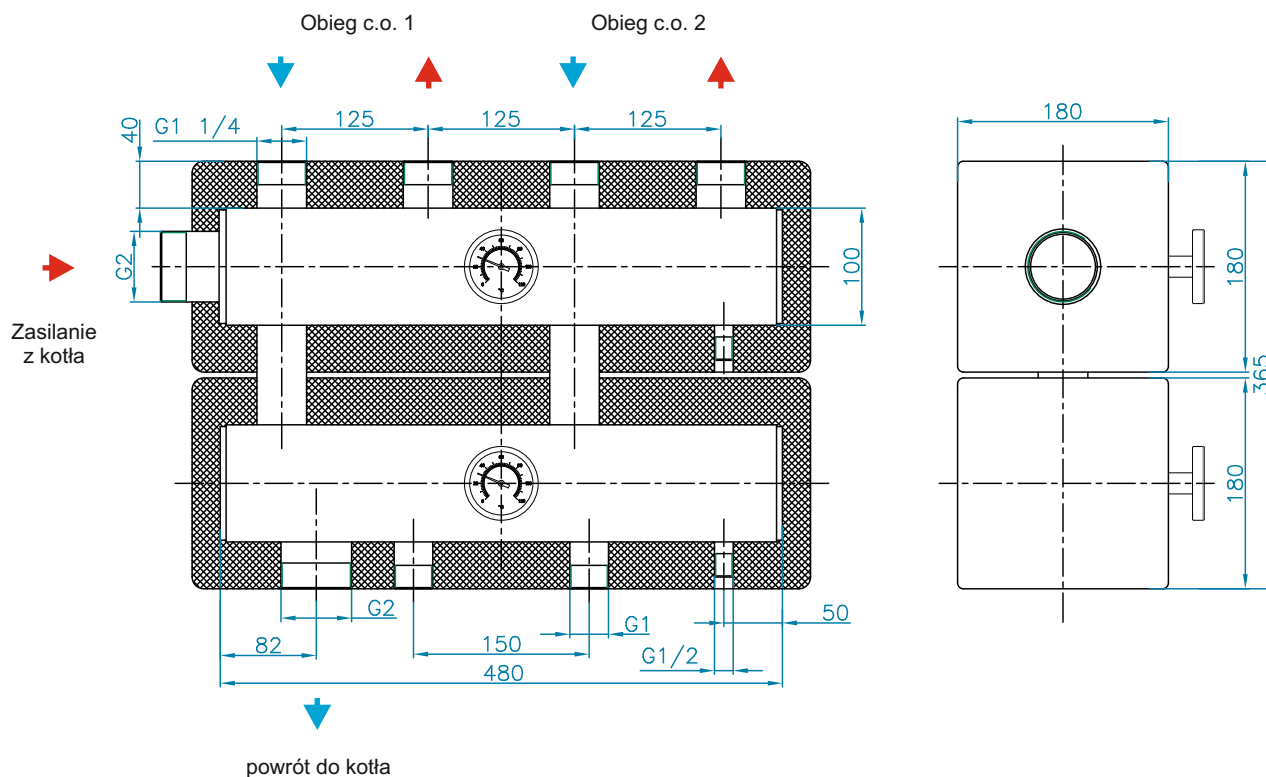 Obieg c.o. 1
Obieg c.o. 2
125
125
125
180
40
G1 1/4
G2
100
180
365
Zasilanie
z kotła
180
G2
G1
50
82
150
G1/2
480
powrót do kotła